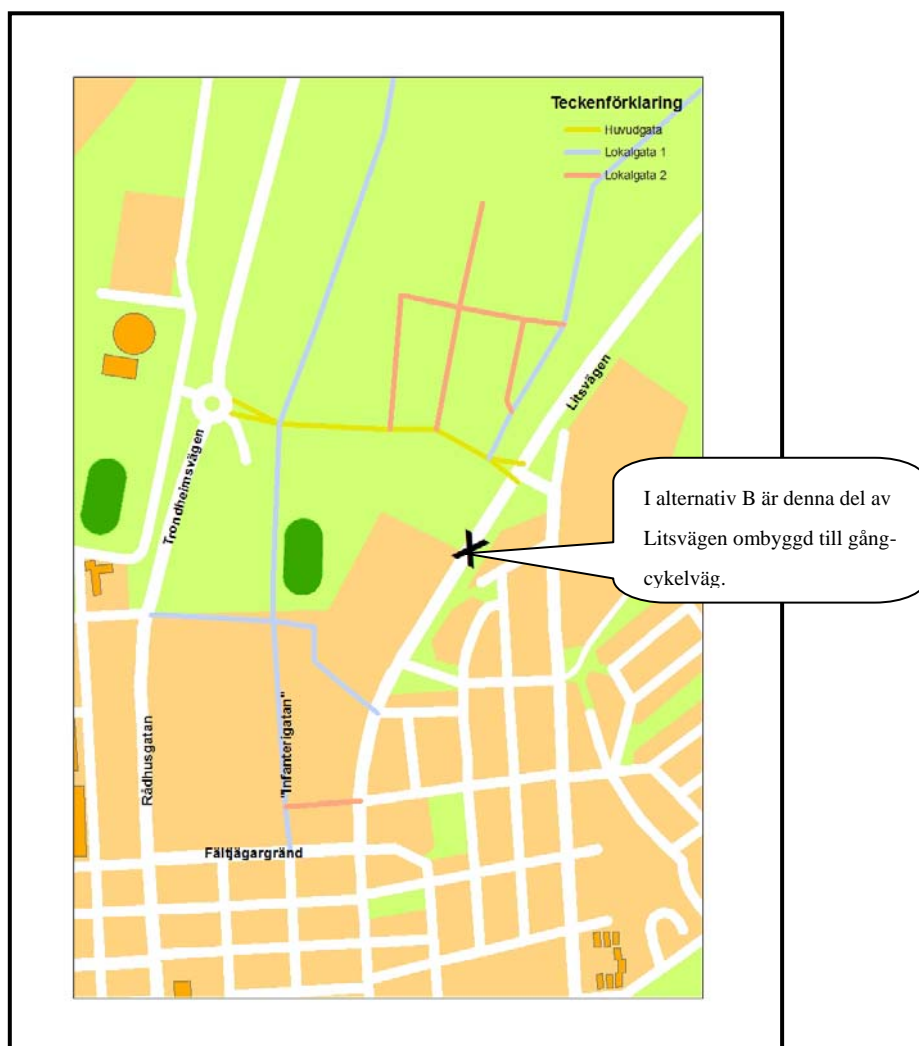 Teckenförklaring
Huvudgata
Lokalgata 1
Lokalgata 2
Litsvägen
Trondheimsvägen
I alternativ B är denna del av
Litsvägen ombyggd till gång-
cykelväg.
Rådhusgatan
"Infanterigatan"
Fältjägargränd